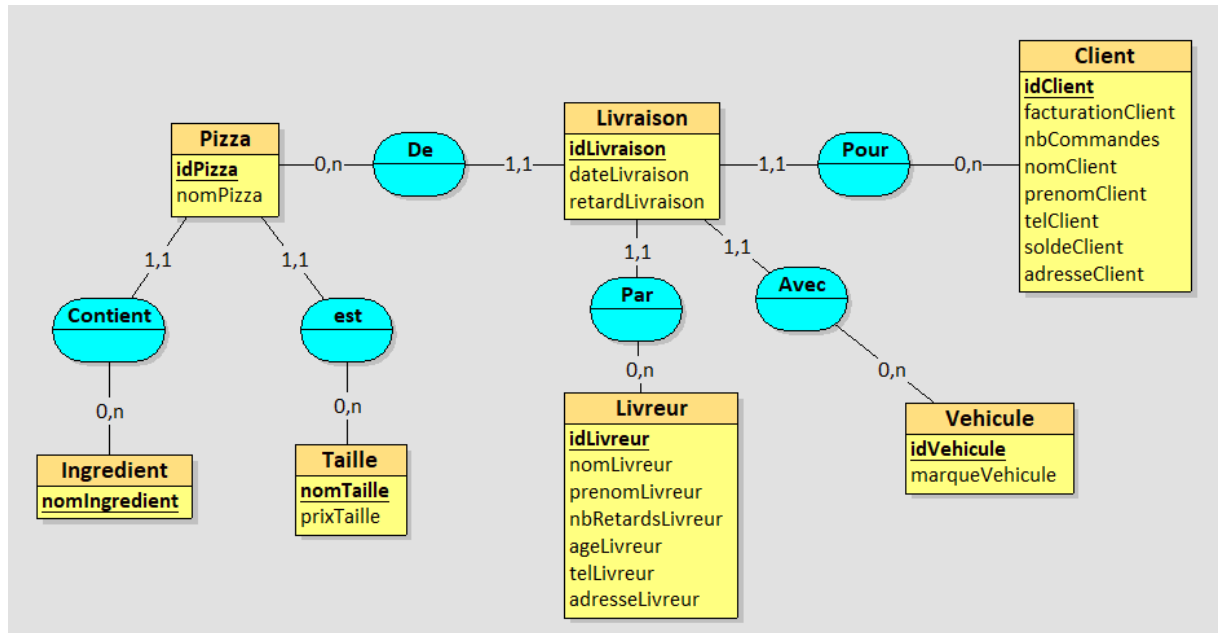 Client
idClient
facturationClient
nbCommandes
nomClient
prenomClient
telClient
soldeClient
adresseClient
Livraison
idLivraison
dateLivraison
retardLivraison
Pizza
idPizza
nomPizza
0,n
De
1,1
1,1
Pour
0,n
1,1
1,1
1,1
1,1
Contient
est
Par
Avec
0,n
0,n
0,n
0,n
Ingredient
nomIngredient
Taille
nomTaille
prixTaille
Livreur
idLivreur
nomLivreur
prenomLivreur
nbRetardsLivreur
ageLivreur
telLivreur
adresseLivreur
Vehicule
idVehicule
marqueVehicule